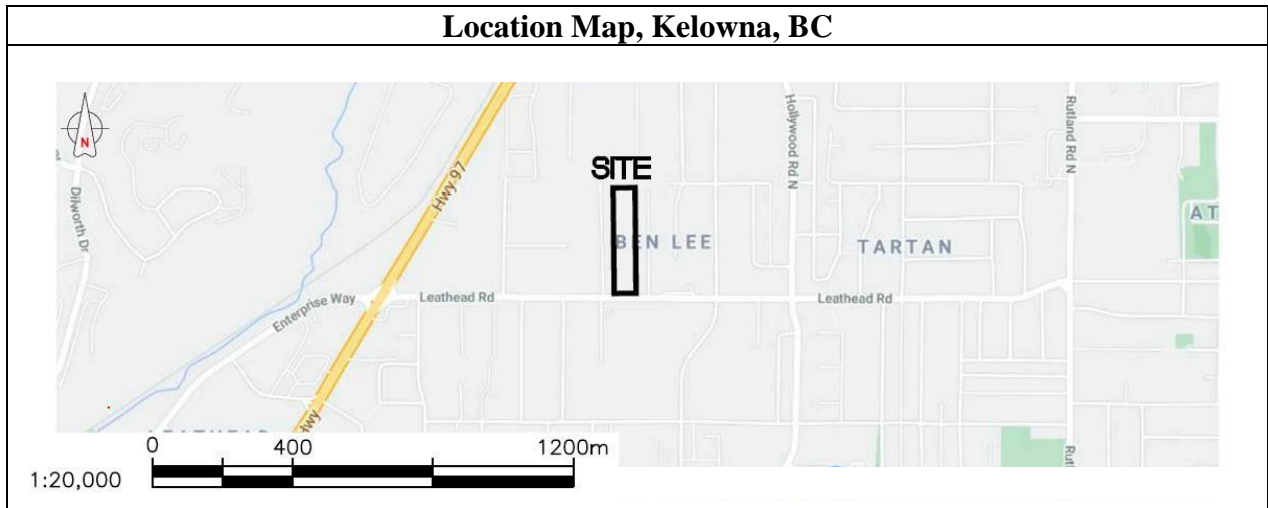 Location Map, Kelowna, BC
N
Dilworth Dr
Hwy 97
SITE
BEN LEE
Hollywood Rd N
TARTAN
Rutland Rd N
AT
Enterprise Way
Leathead Rd
Leathead Rd
Hwy
0 400 1200m
1:20,000